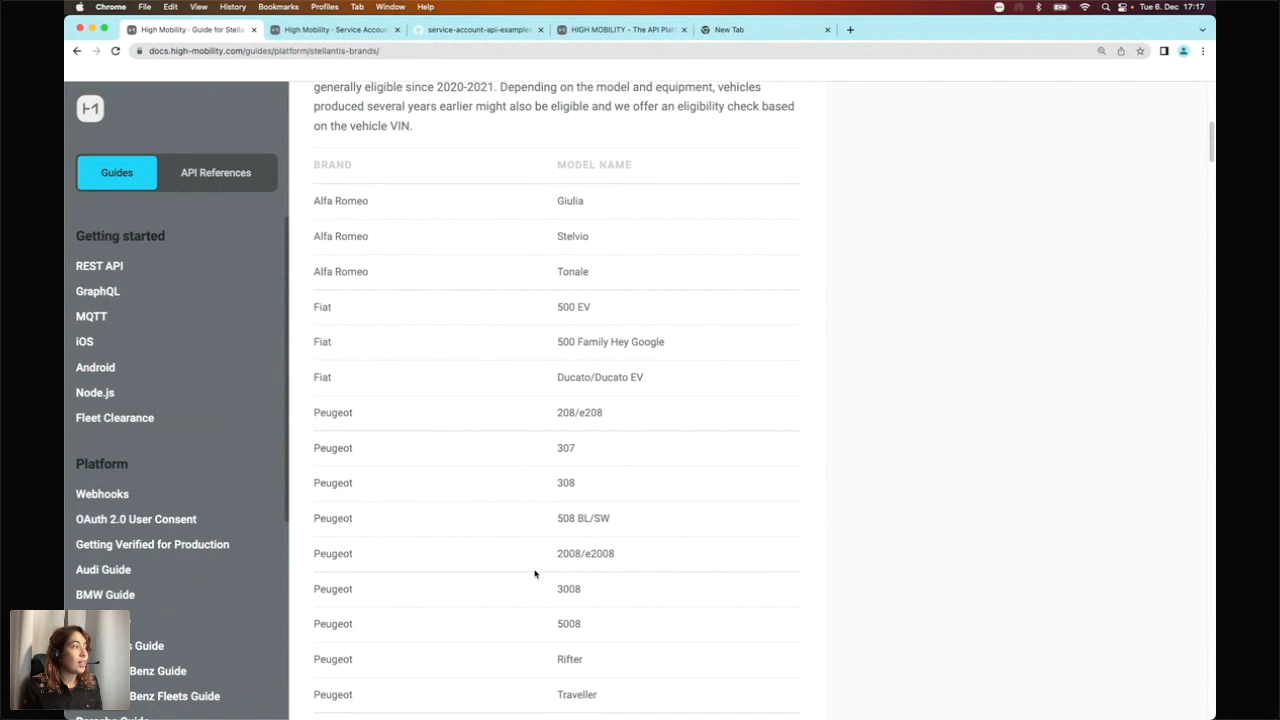 Chrome File Edit View History Bookmarks Profiles Tab Window Help Tue 6. Dec 17:17
High Mobility - Guide for Stella High Mobility - Service Accoun service-account-api-example HIGH MOBILITY – The API Plat New Tab
docs.high-mobility.com/guides/platform/stellantis-brands/
Guides API References
Getting started
REST API
GraphQL
MQTT
iOS
Android
Node.js
Fleet Clearance
Platform
Webhooks
OAuth 2.0 User Consent
Getting Verified for Production
Audi Guide
BMW Guide
s Guide
Benz Guide
Benz Fleets Guide
generally eligible since 2020-2021. Depending on the model and equipment, vehicles
produced several years earlier might also be eligible and we offer an eligibility check based
on the vehicle VIN.
BRAND MODEL NAME
Alfa Romeo Giulia
Alfa Romeo Stelvio
Alfa Romeo Tonale
Fiat 500 EV
Fiat 500 Family Hey Google
Fiat Ducato/Ducato EV
Peugeot 208/e208
Peugeot 307
Peugeot 308
Peugeot 508 BL/SW
Peugeot 2008/e2008
Peugeot 3008
Peugeot 5008
Peugeot Rifter
Peugeot Traveller